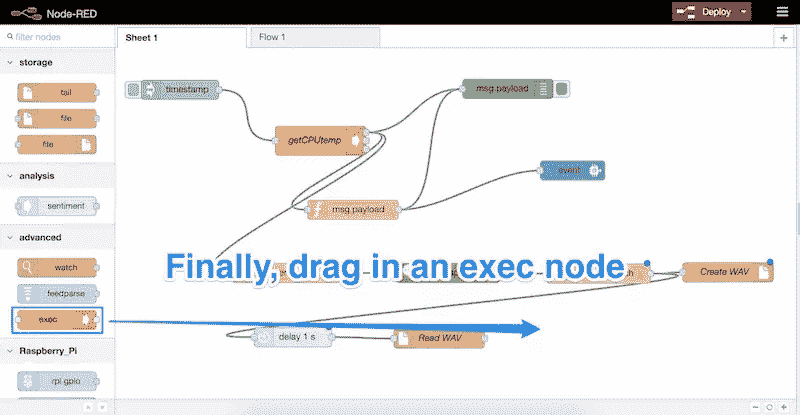 Node-RED
Deploy
filter nodes
Sheet 1
Flow 1
storage
tail
file
file
analysis
sentiment
advanced
watch
feedparse
exec
Raspberry_Pi
rpi gpio
timestamp
msg.payload
getCPUtemp
event
msg.payload
Finally, drag in an exec node
Create WAV
delay 1 s
Read WAV